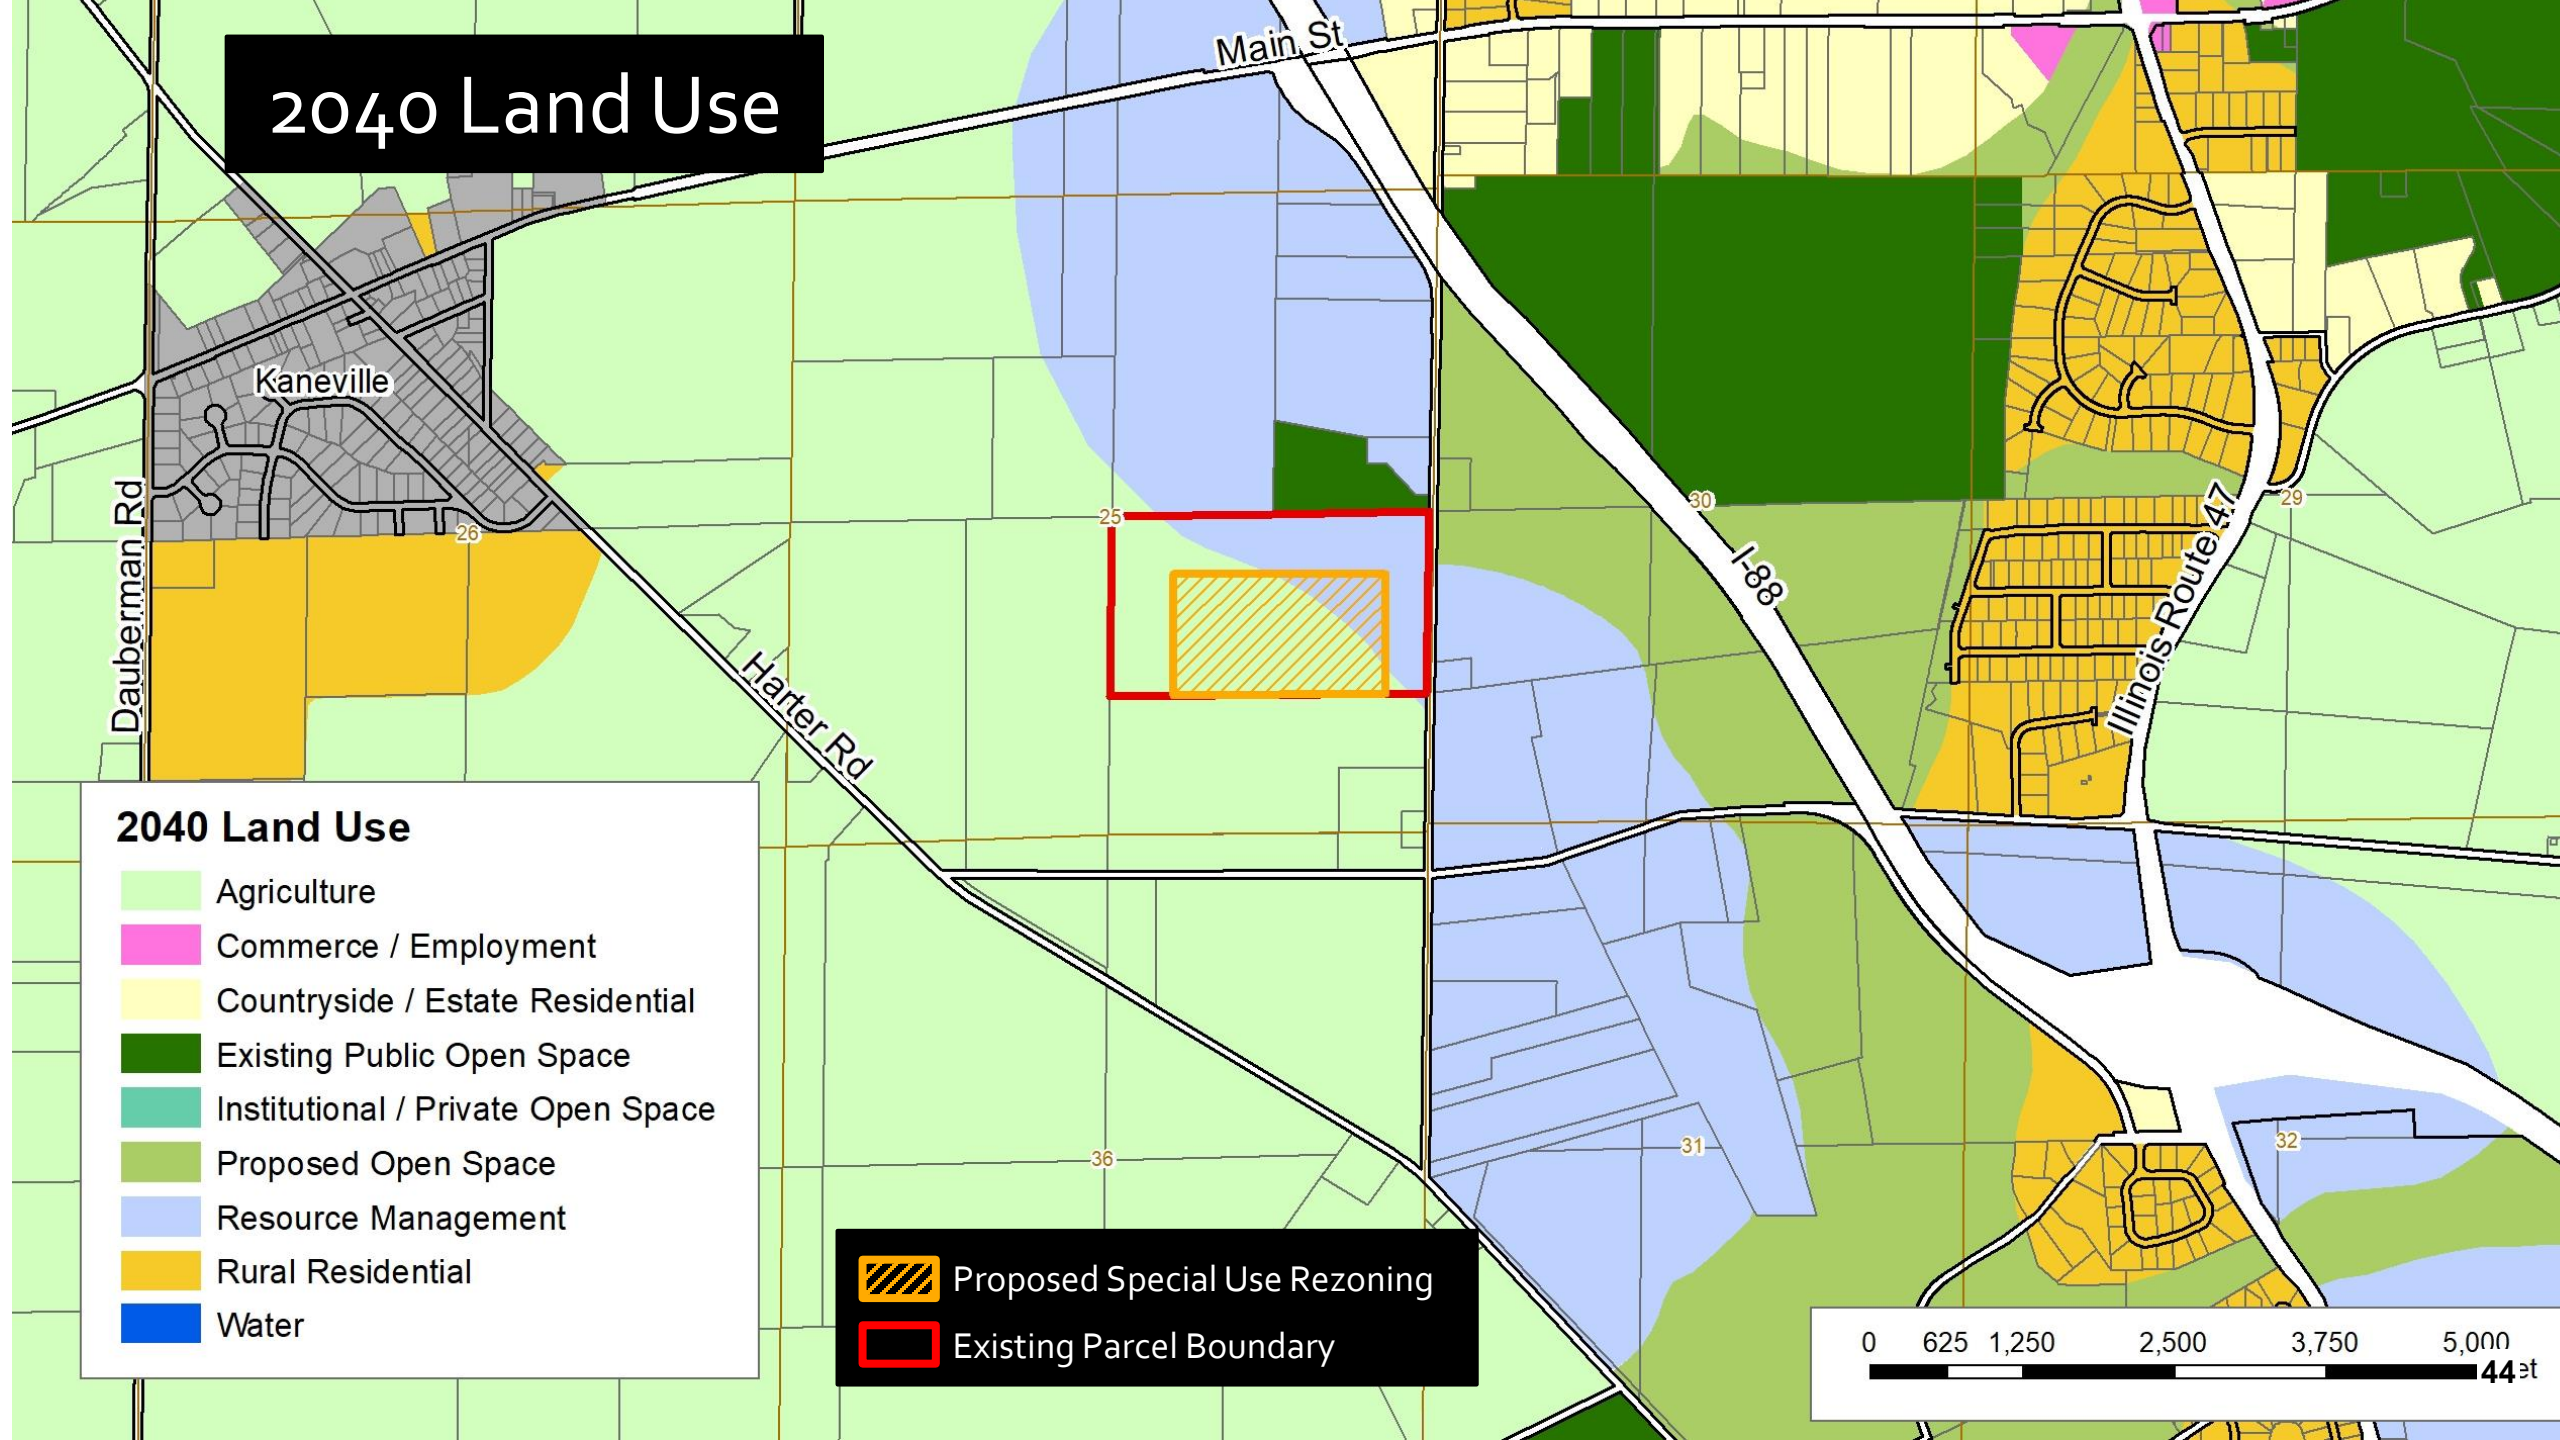 Main St
2040 Land Use
Kaneville
Dauberman Rd
25
26
30
29
I-88
Illinois Route 47
Harter Rd
2040 Land Use
Agriculture
Commerce / Employment
Countryside / Estate Residential
Existing Public Open Space
Institutional / Private Open Space
Proposed Open Space
Resource Management
Rural Residential
Water
36
31
32
Proposed Special Use Rezoning
Existing Parcel Boundary
0 625 1,250 2,500 3,750 5,000
44